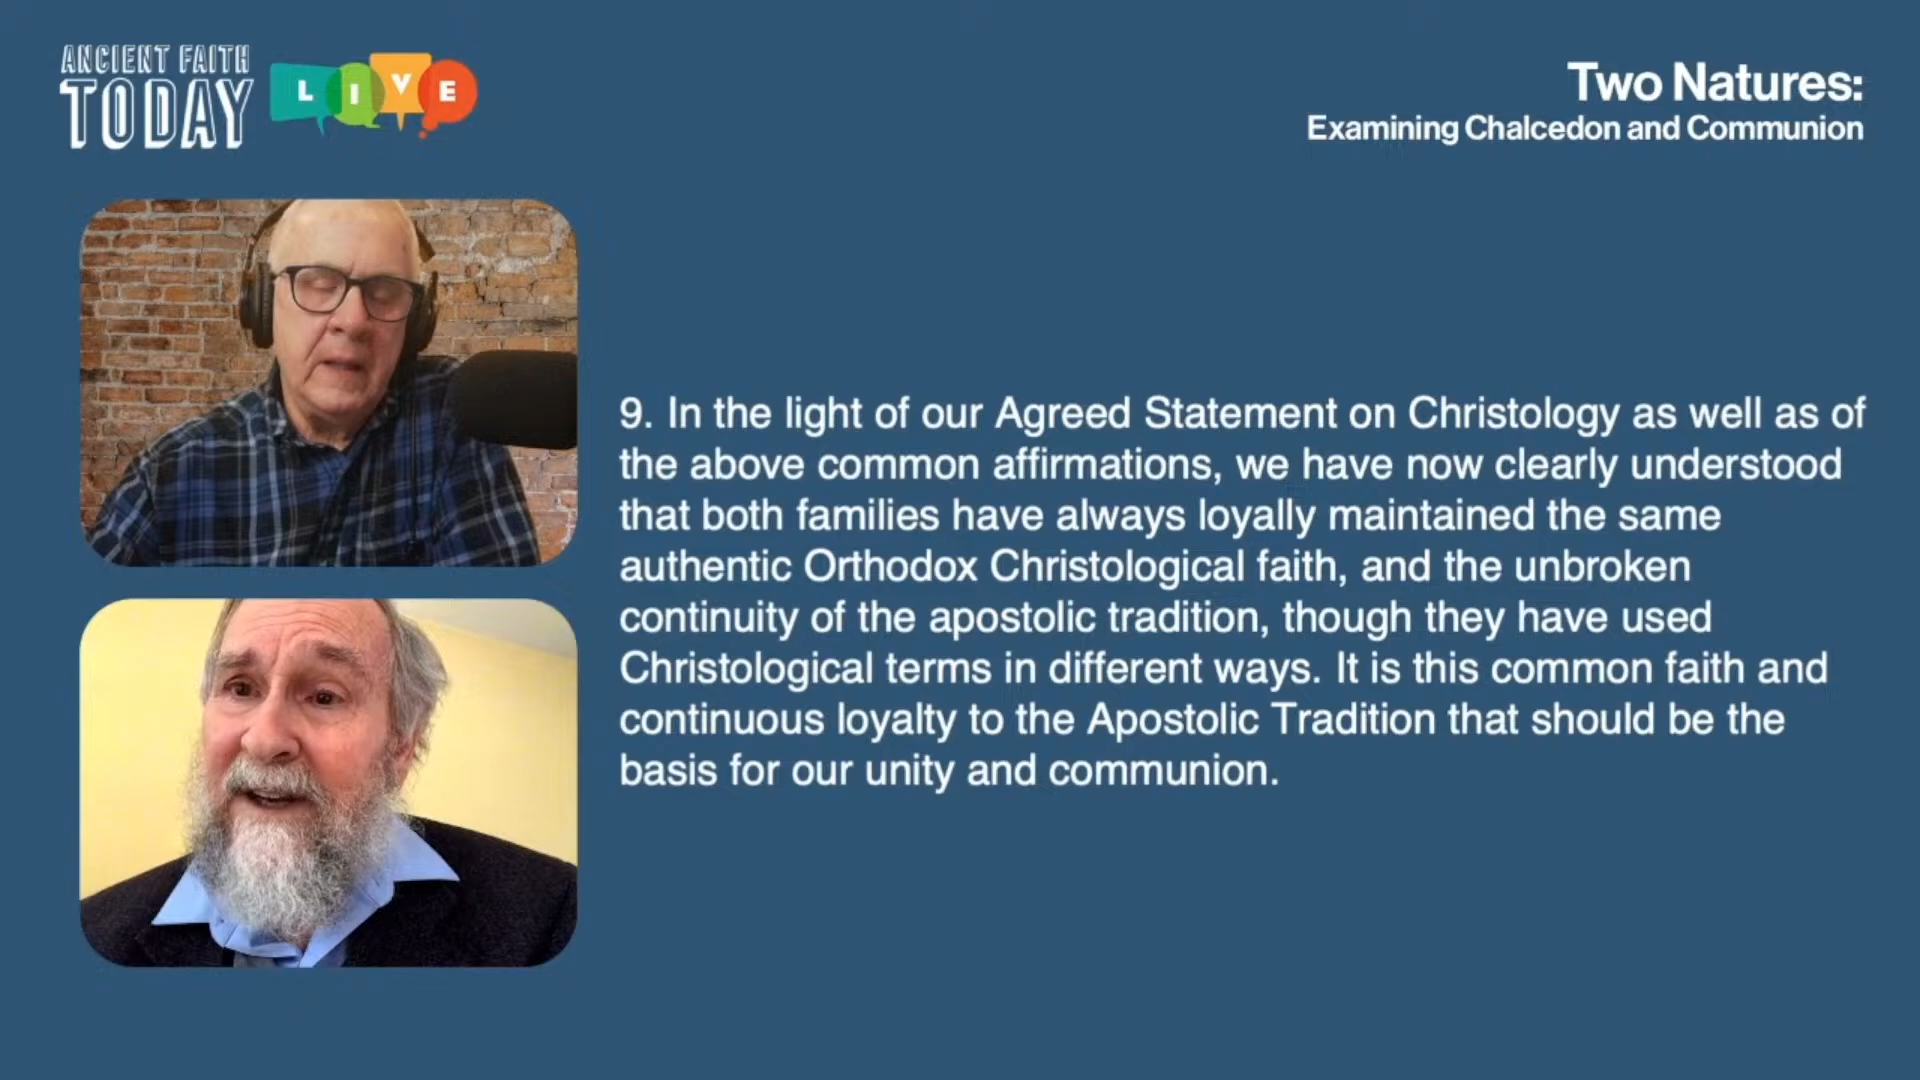 ANCIENT FAITH
TODAY
LIVE
Two Natures:
Examining Chalcedon and Communion
9. In the light of our Agreed Statement on Christology as well as of
the above common affirmations, we have now clearly understood
that both families have always loyally maintained the same
authentic Orthodox Christological faith, and the unbroken
continuity of the apostolic tradition, though they have used
Christological terms in different ways. It is this common faith and
continuous loyalty to the Apostolic Tradition that should be the
basis for our unity and communion.